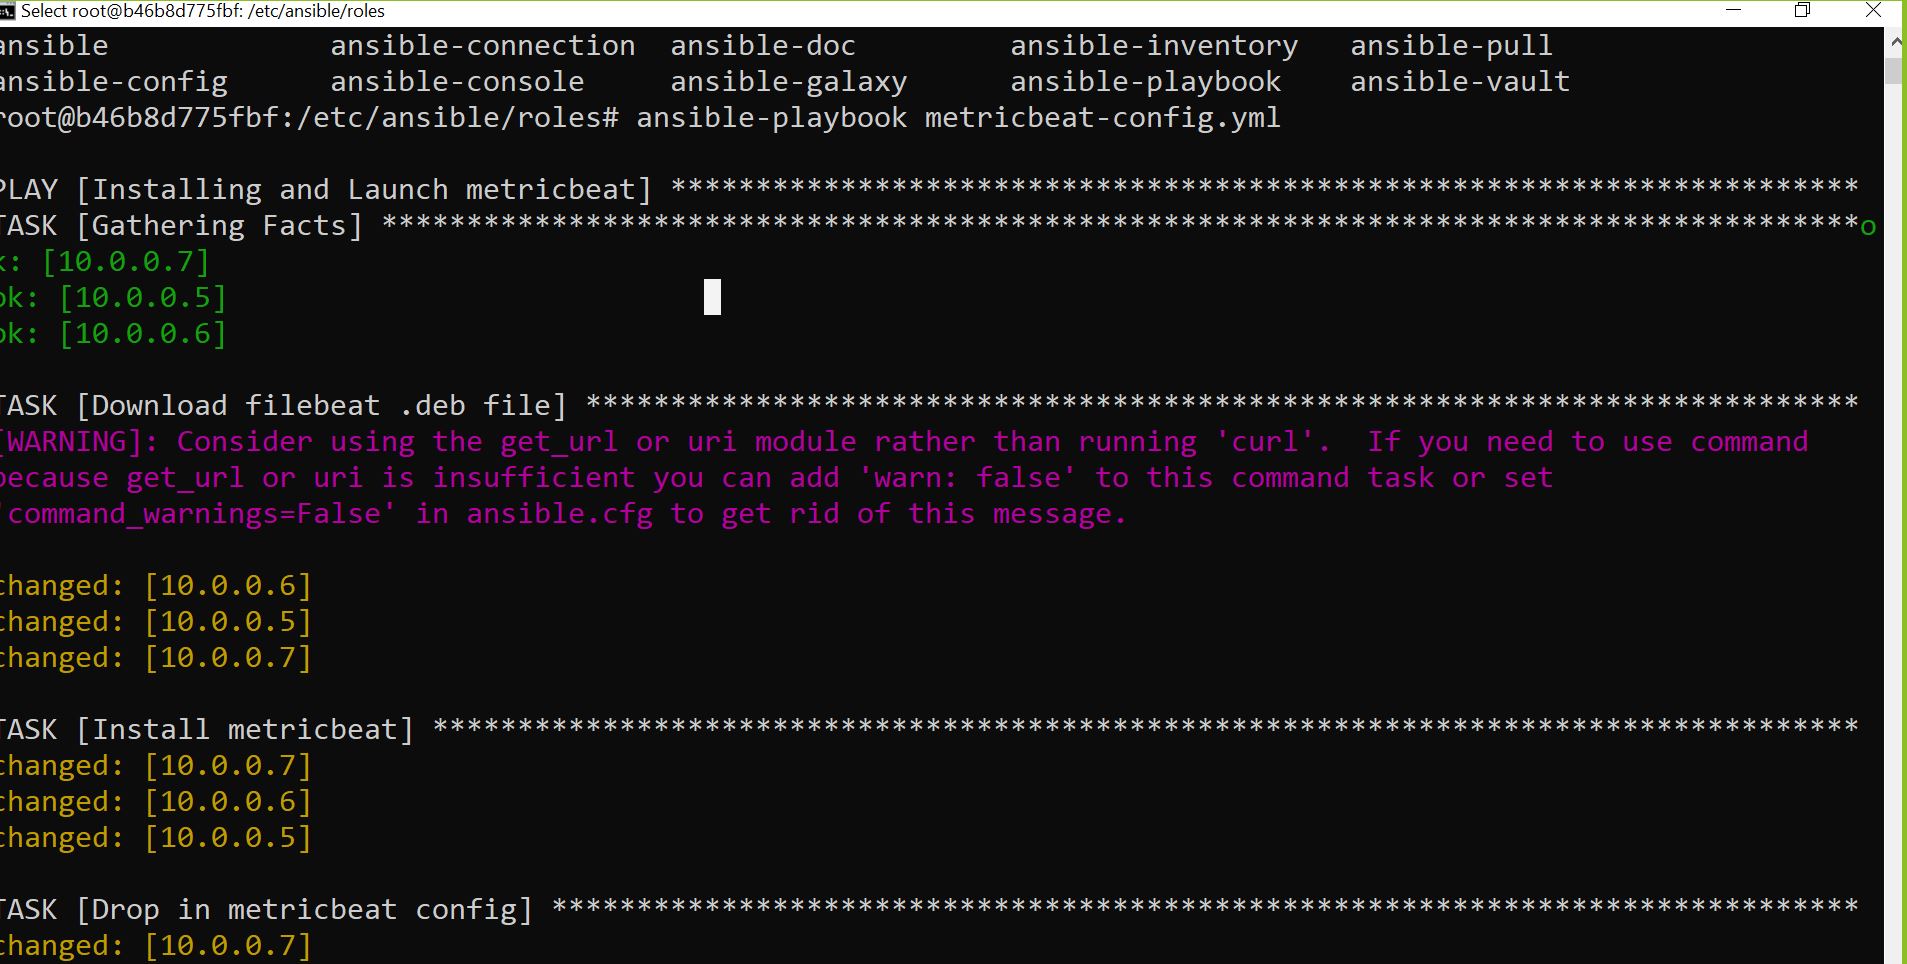 Select root@b46b8d775fbf: /etc/ansible/roles
ansible ansible-connection ansible-doc ansible-inventory ansible-pull
ansible-config ansible-console ansible-galaxy ansible-playbook ansible-vault
root@b46b8d775fbf:/etc/ansible/roles# ansible-playbook metricbeat-config.yml
PLAY [Installing and Launch metricbeat] **********************************************************************
TASK [Gathering Facts] ***************************************************************************************o
k: [10.0.0.7]
ok: [10.0.0.5]
ok: [10.0.0.6]
TASK [Download filebeat .deb file] ***************************************************************************
[WARNING]: Consider using the get_url or uri module rather than running 'curl'.  If you need to use command
because get_url or uri is insufficient you can add 'warn: false' to this command task or set
'command_warnings=False' in ansible.cfg to get rid of this message.
changed: [10.0.0.6]
changed: [10.0.0.5]
changed: [10.0.0.7]
TASK [Install metricbeat] ************************************************************************************
changed: [10.0.0.7]
changed: [10.0.0.6]
changed: [10.0.0.5]
TASK [Drop in metricbeat config] *****************************************************************************
changed: [10.0.0.7]